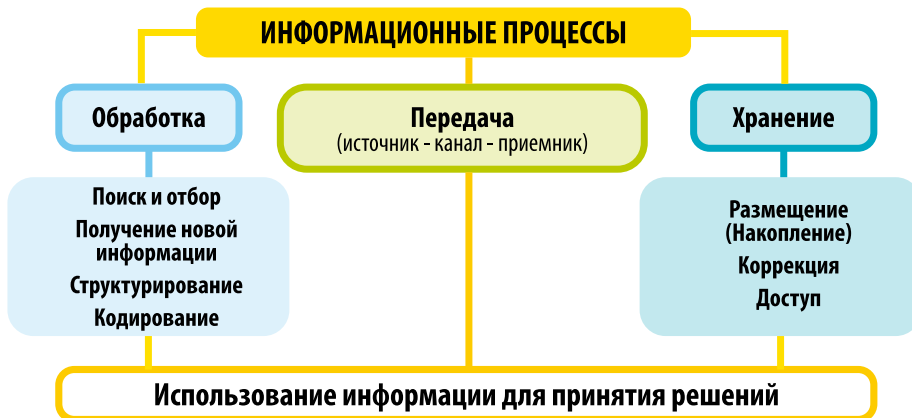 ИНФОРМАЦИОННЫЕ ПРОЦЕССЫ
Обработка
Передача
(источник - канал - приемник)
Хранение
Поиск и отбор
Получение новой
информации
Структурирование
Кодирование
Размещение
(Накопление)
Коррекция
Доступ
Использование информации для принятия решений